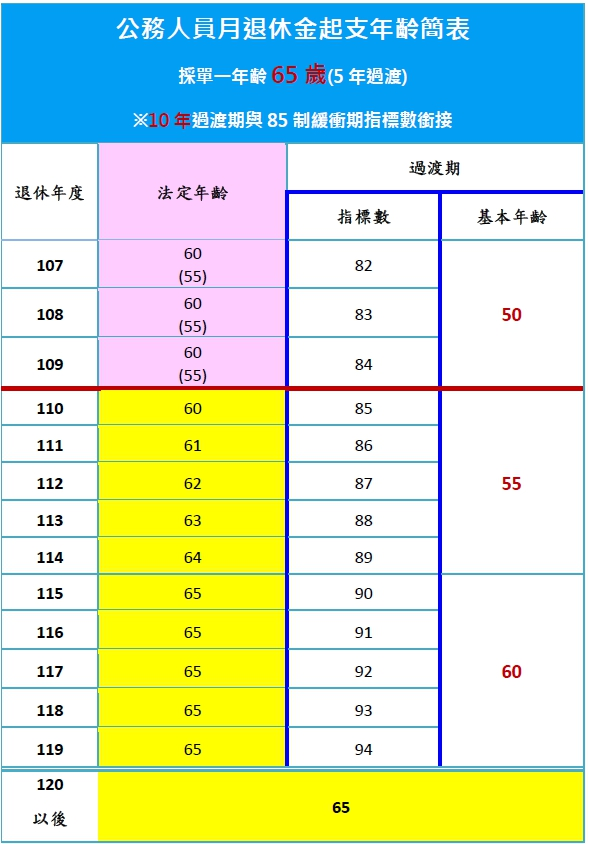 公務人員月退休金起支年齡簡表
採單一年齡 65 歲(5 年過渡)
※10 年過渡期與 85 制緩衝期指標數銜接
退休年度 法定年齡 過渡期
指標數 基本年齡
107 60 (55) 82 50
108 60 (55) 83
109 60 (55) 84
110 60 85 55
111 61 86
112 62 87
113 63 88
114 64 89
115 65 90 60
116 65 91
117 65 92
118 65 93
119 65 94
120 以後 65